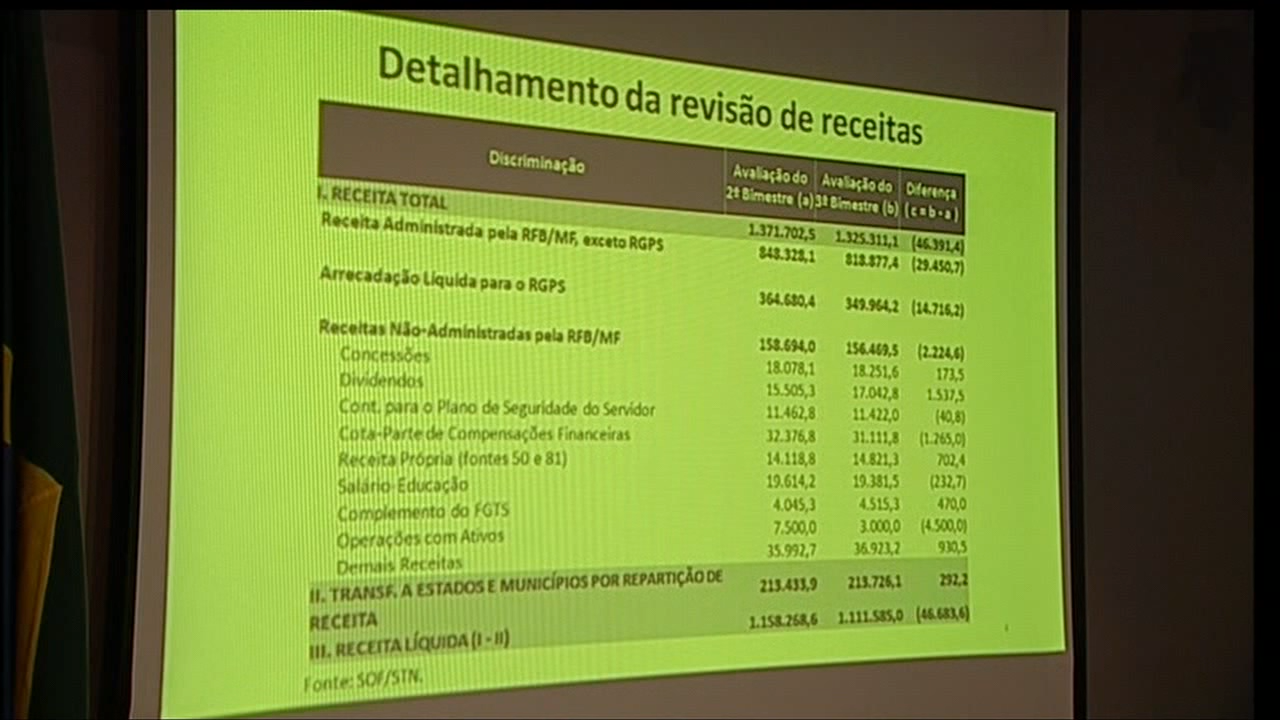 Detalhamento da revisão de receitas
Discriminação Avaliação do 2º Bimestre (a) Avaliação do 3º Bimestre (b) Diferença ( c = b - a )
I. RECEITA TOTAL 1.371.702,5 1.325.311,1 (46.391,4)
Receita Administrada pela RFB/MF, exceto RGPS 848.328,1 818.877,4 (29.450,7)
Arrecadação Líquida para o RGPS 364.680,4 349.964,2 (14.716,2)
Receitas Não-Administradas pela RFB/MF 158.694,0 156.469,5 (2.224,6)
Concessões 18.078,1 18.251,6 173,5
Dividendos 15.505,3 17.042,8 1.537,5
Cont. para o Plano de Seguridade do Servidor 11.462,8 11.422,0 (40,8)
Cota-Parte de Compensações Financeiras 32.376,8 31.111,8 (1.265,0)
Receita Própria (fontes 50 e 81) 14.118,8 14.821,3 702,4
Salário-Educação 19.614,2 19.381,5 (232,7)
Complemento do FGTS 4.045,3 4.515,3 470,0
Operações com Ativos 7.500,0 3.000,0 (4.500,0)
Demais Receitas 35.992,7 36.923,2 930,5
II. TRANSF. A ESTADOS E MUNICÍPIOS POR REPARTIÇÃO DE 213.433,9 213.726,1 292,2
RECEITA
III. RECEITA LÍQUIDA (I - II) 1.158.268,6 1.111.585,0 (46.683,6)
Fonte: SOF/STN.